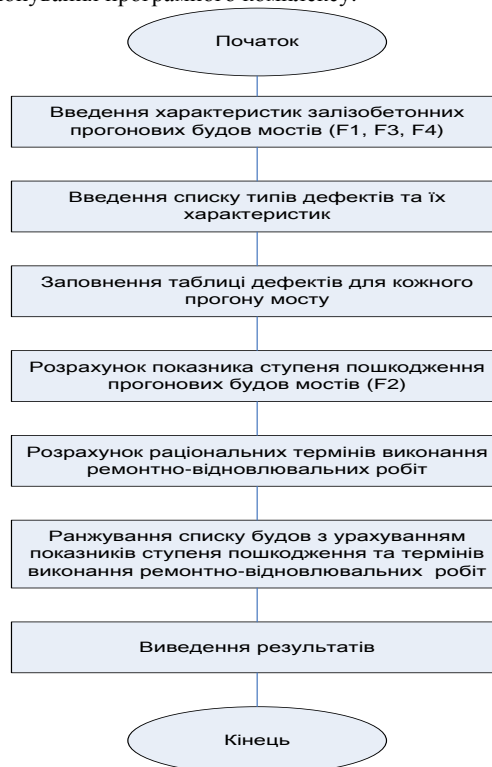 програмного комплексу.
Початок
Введення характеристик залізобетонних
прогонових будов мостів (F1, F3, F4)
Введення списку типів дефектів та їх
характеристик
Заповнення таблиці дефектів для кожного
прогону мосту
Розрахунок показника ступеня пошкодження
прогонових будов мостів (F2)
Розрахунок раціональних термінів виконання
ремонтно-відновлювальних робіт
Ранжування списку будов з урахуванням
показників ступеня пошкодження та термінів
виконання ремонтно-відновлювальних робіт
Виведення результатів
Кінець